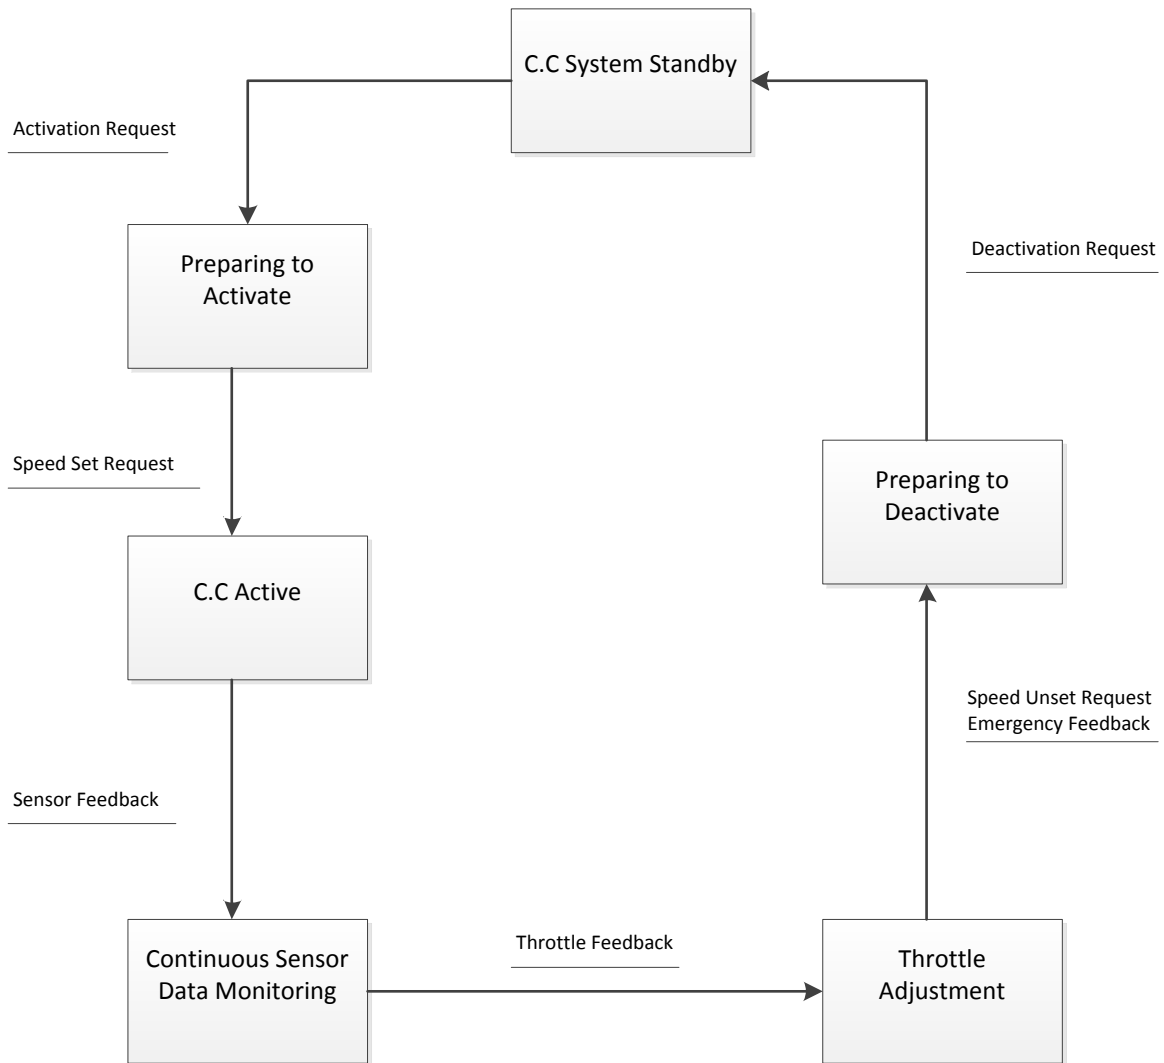 C.C System Standby
Activation Request
Preparing to
Activate
Deactivation Request
Speed Set Request
Preparing to
Deactivate
C.C Active
Speed Unset Request
Emergency Feedback
Sensor Feedback
Continuous Sensor
Data Monitoring
Throttle Feedback
Throttle
Adjustment